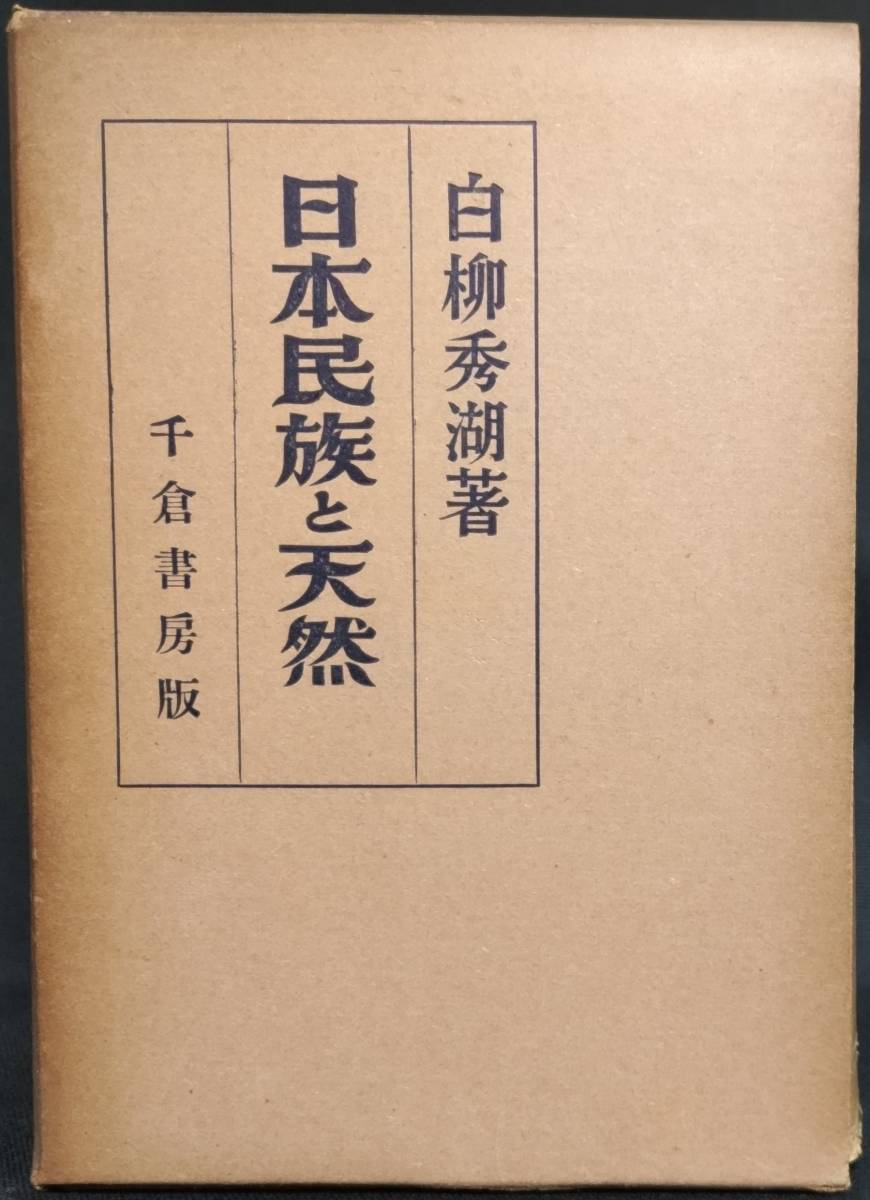 白柳秀湖著
日本民族と天然
千倉書房版